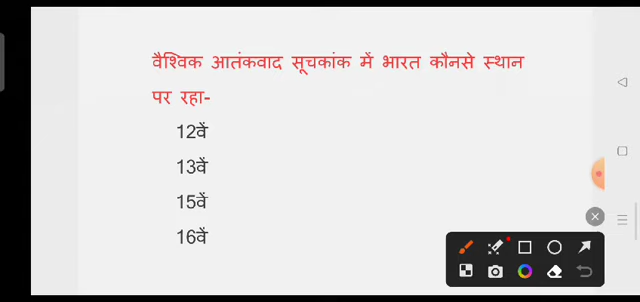 वैश्विक आतंकवाद सूचकांक में भारत कौनसे स्थान
पर रहा-
12वें
13वें
15वें
16वें